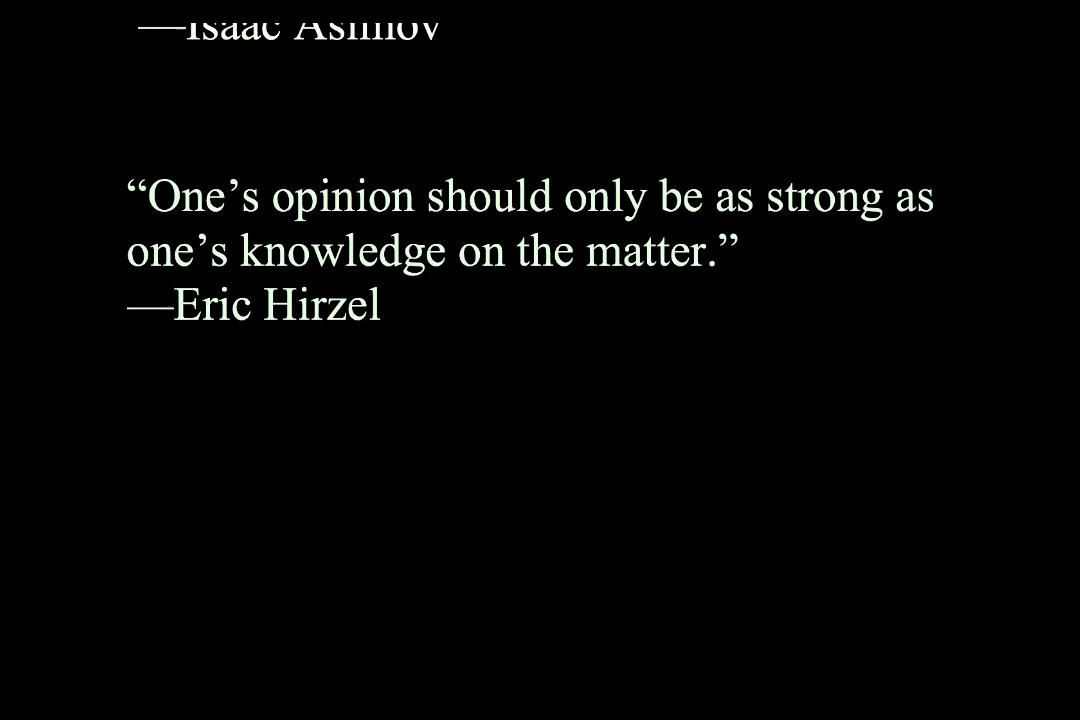 —Isaac Asimov
“One’s opinion should only be as strong as
one’s knowledge on the matter.”
—Eric Hirzel